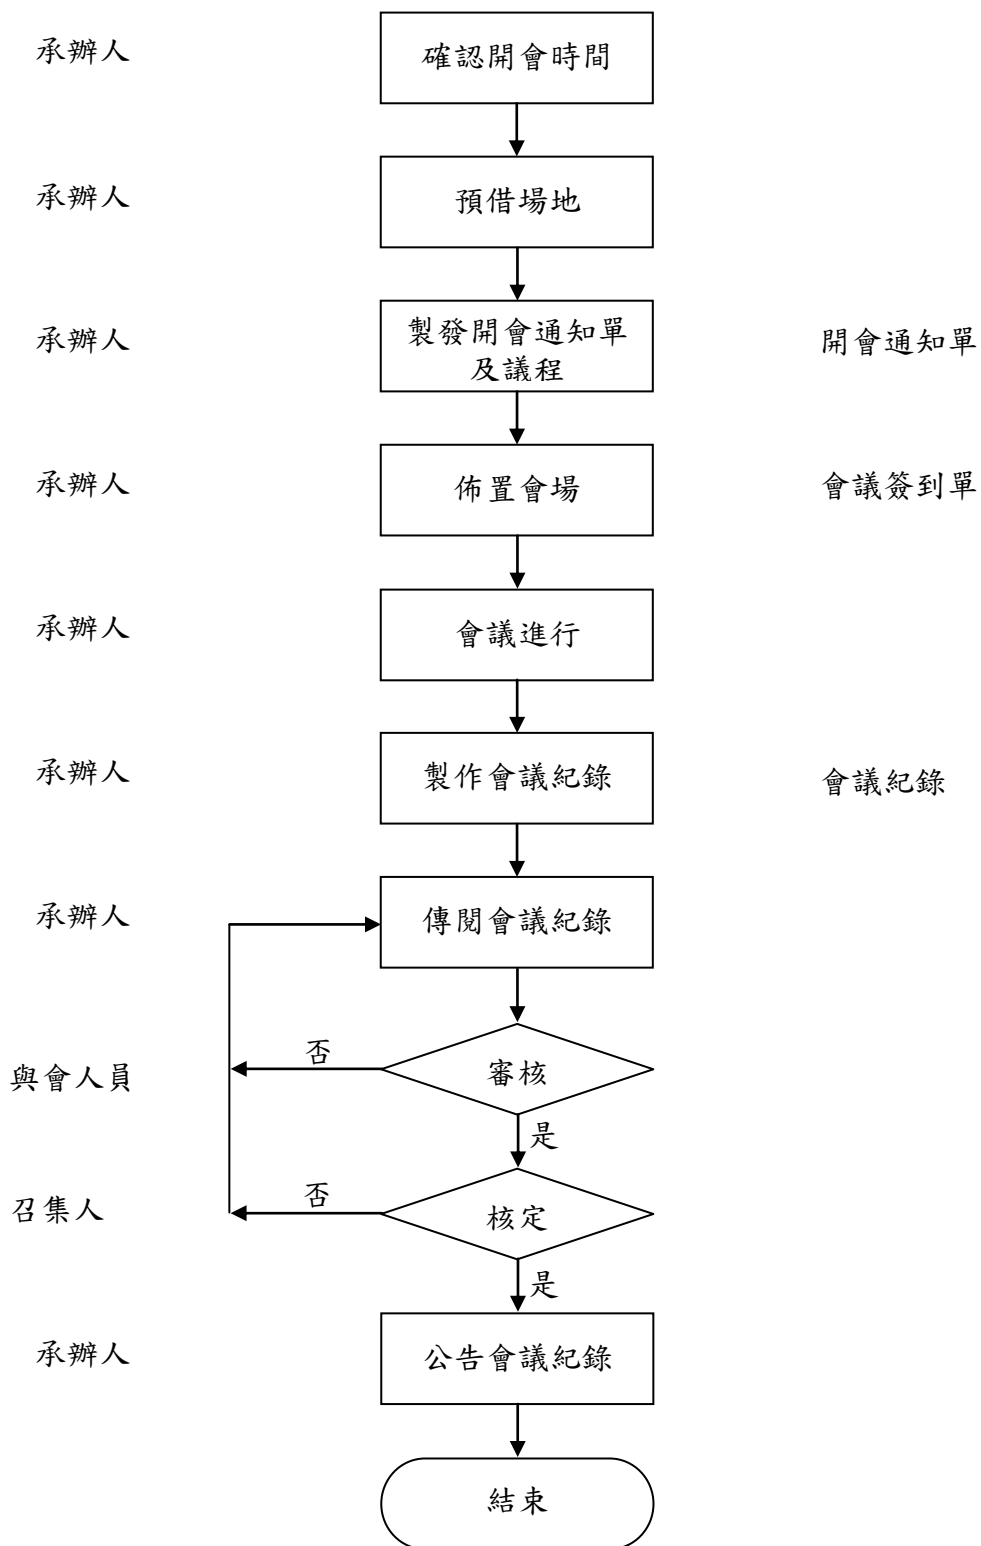 承辦人
確認開會時間
承辦人
預借場地
承辦人
製發開會通知單
及議程
開會通知單
承辦人
佈置會場
會議簽到單
承辦人
會議進行
承辦人
製作會議紀錄
會議紀錄
承辦人
傳閱會議紀錄
否
與會人員
審核
是
否
召集人
核定
是
承辦人
公告會議紀錄
結束